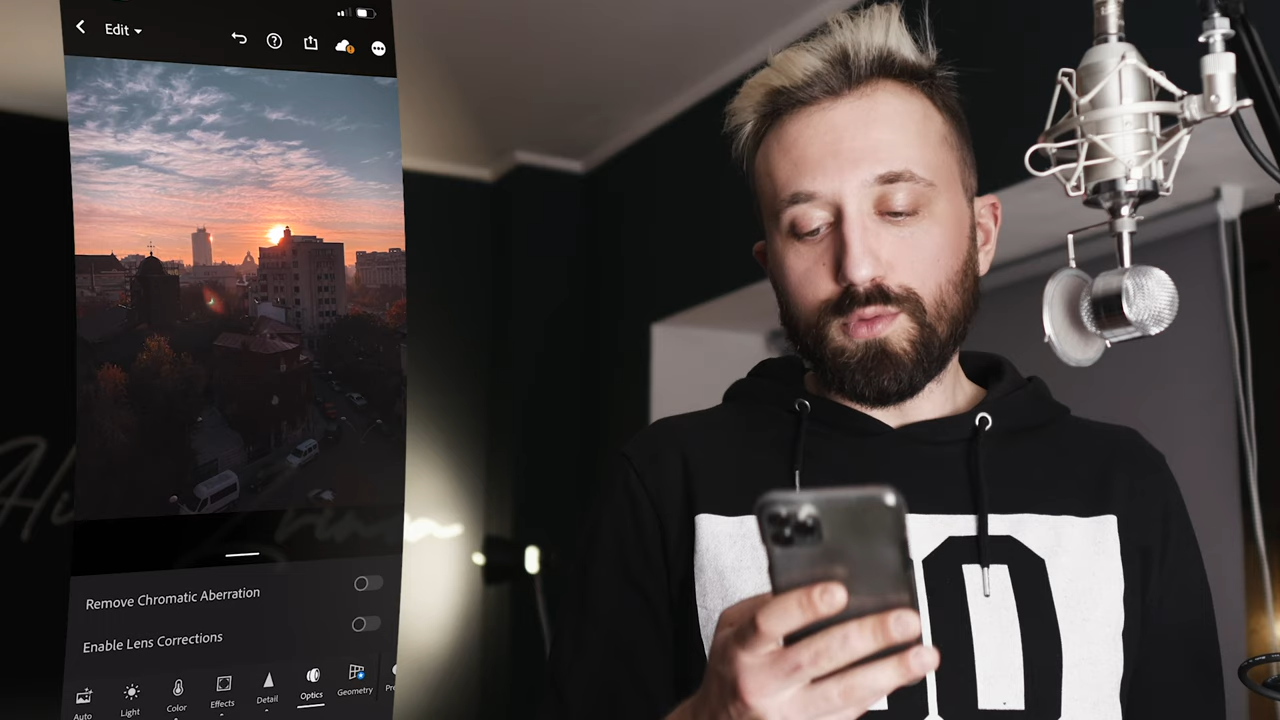 Edit
Remove Chromatic Aberration
Enable Lens Corrections
Auto
Light
Color
Effects
Detail
Optics
Geometry